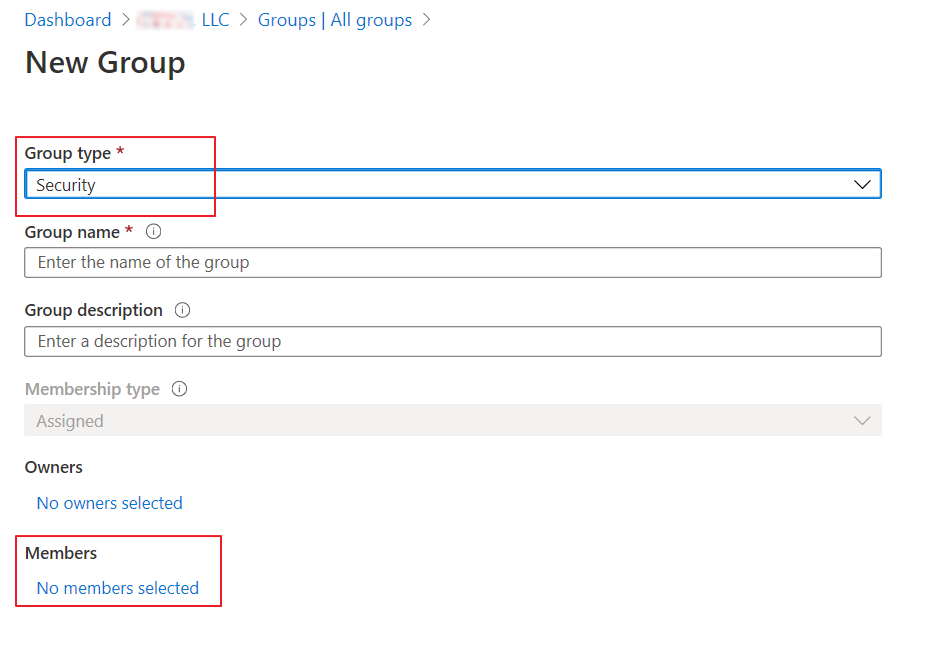 Dashboard > LLC > Groups | All groups >
New Group
Group type *
Security
Group name *
Enter the name of the group
Group description
Enter a description for the group
Membership type
Assigned
Owners
No owners selected
Members
No members selected